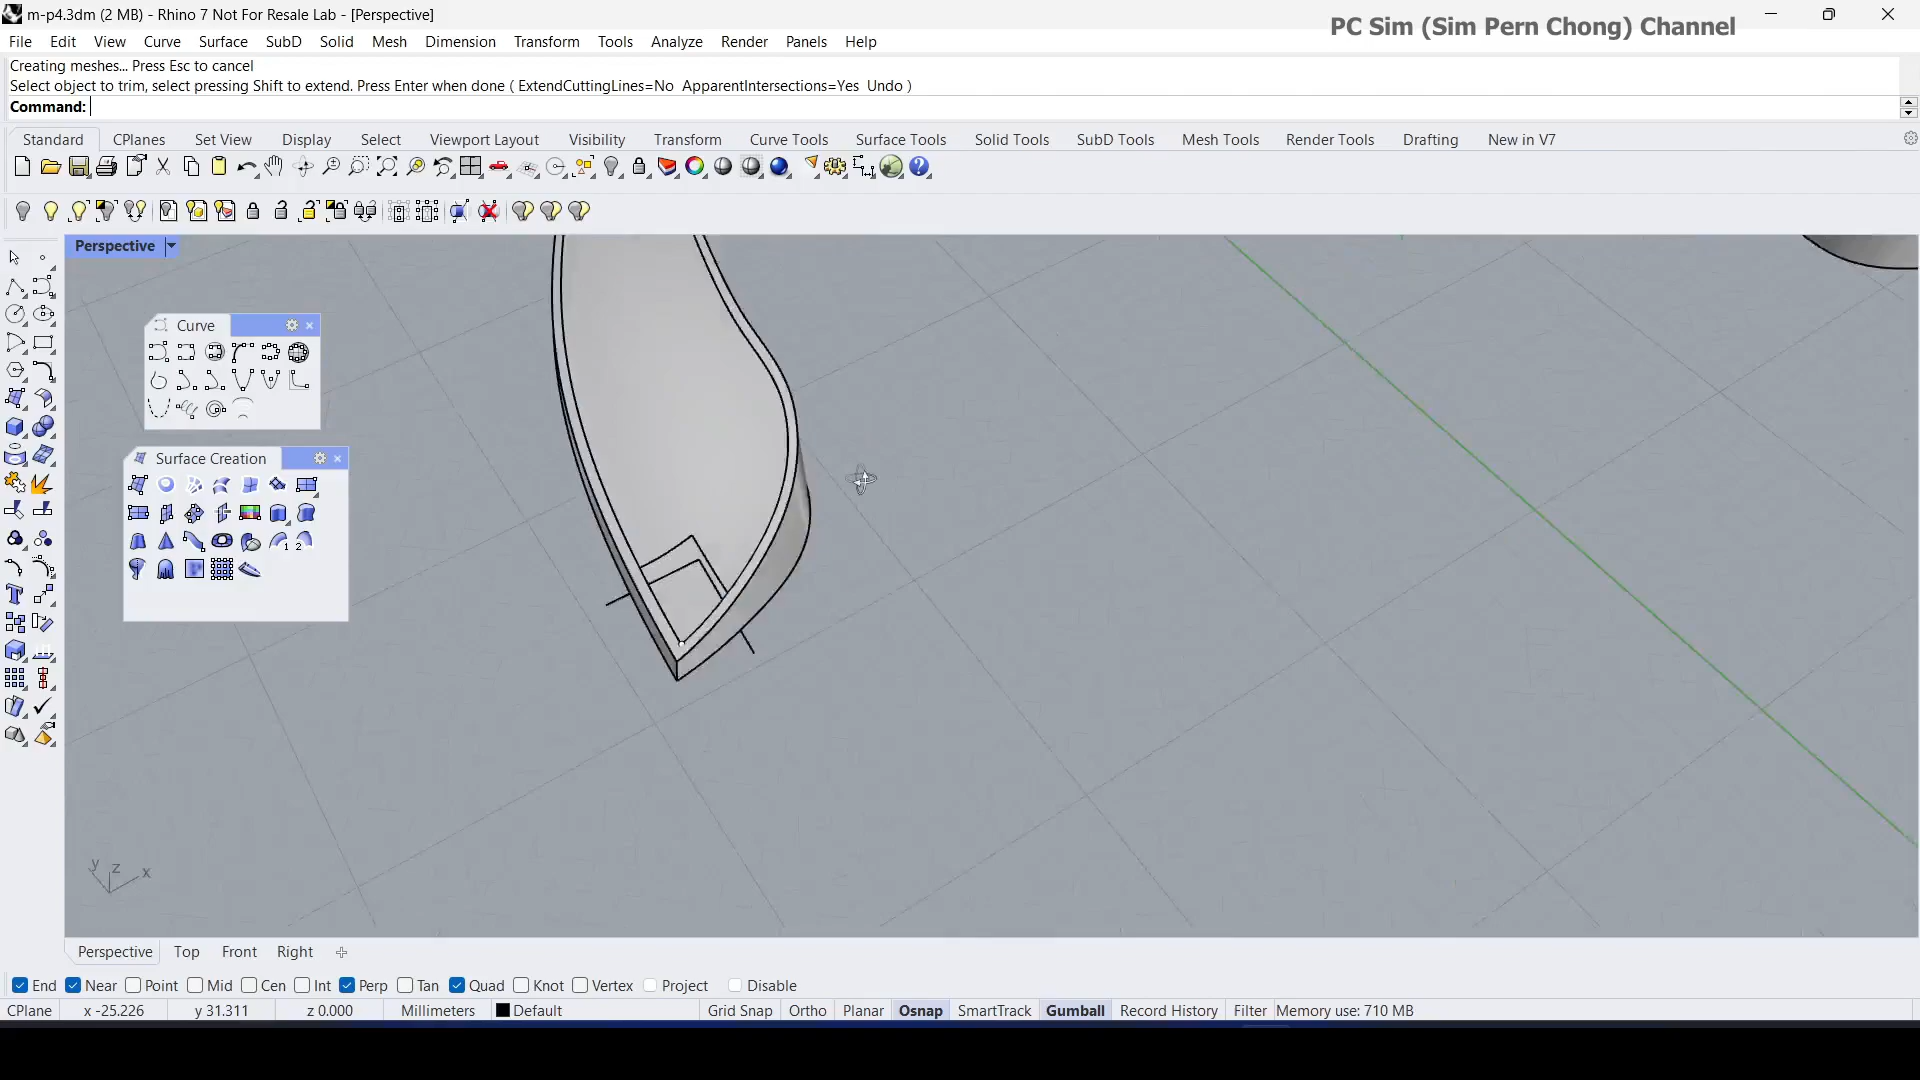 m-p4.3dm (2 MB) - Rhino 7 Not For Resale Lab - [Perspective]
PC Sim (Sim Pern Chong) Channel
File Edit View Curve Surface SubD Solid Mesh Dimension Transform Tools Analyze Render Panels Help
Creating meshes... Press Esc to cancel
Select object to trim, select pressing Shift to extend. Press Enter when done ( ExtendCuttingLines=No ApparentIntersections=Yes Undo )
Command:
Standard CPlanes Set View Display Select Viewport Layout Visibility Transform Curve Tools Surface Tools Solid Tools SubD Tools Mesh Tools Render Tools Drafting New in V7
Perspective
Curve
Surface Creation
1 2
y z x
Perspective Top Front Right
End Near Point Mid Cen Int Perp Tan Quad Knot Vertex Project Disable
CPlane x -25.226 y 31.311 z 0.000 Millimeters Default Grid Snap Ortho Planar Osnap SmartTrack Gumball Record History Filter Memory use: 710 MB